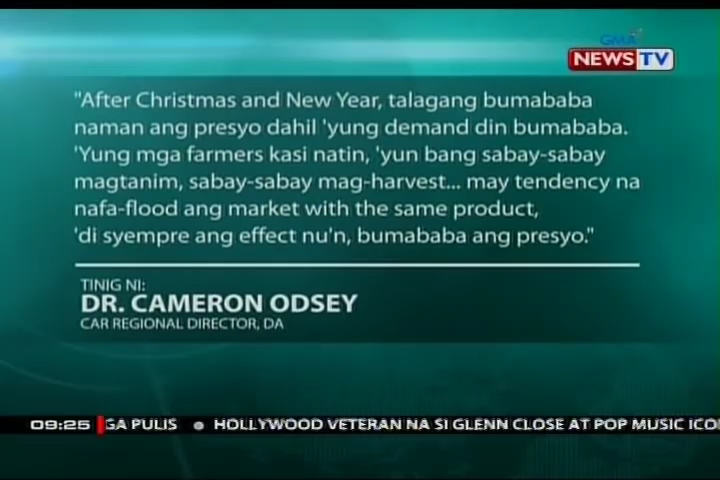 GMA
NEWS TV
"After Christmas and New Year, talagang bumababa
naman ang presyo dahil 'yung demand din bumababa.
'Yung mga farmers kasi natin, 'yun bang sabay-sabay
magtanim, sabay-sabay mag-harvest... may tendency na
nafa-flood ang market with the same product,
'di syempre ang effect nu'n, bumababa ang presyo."
TINIG NI:
DR. CAMERON ODSEY
CAR REGIONAL DIRECTOR, DA
09:25 GA PULIS HOLLYWOOD VETERAN NA SI GLENN CLOSE AT POP MUSIC ICO